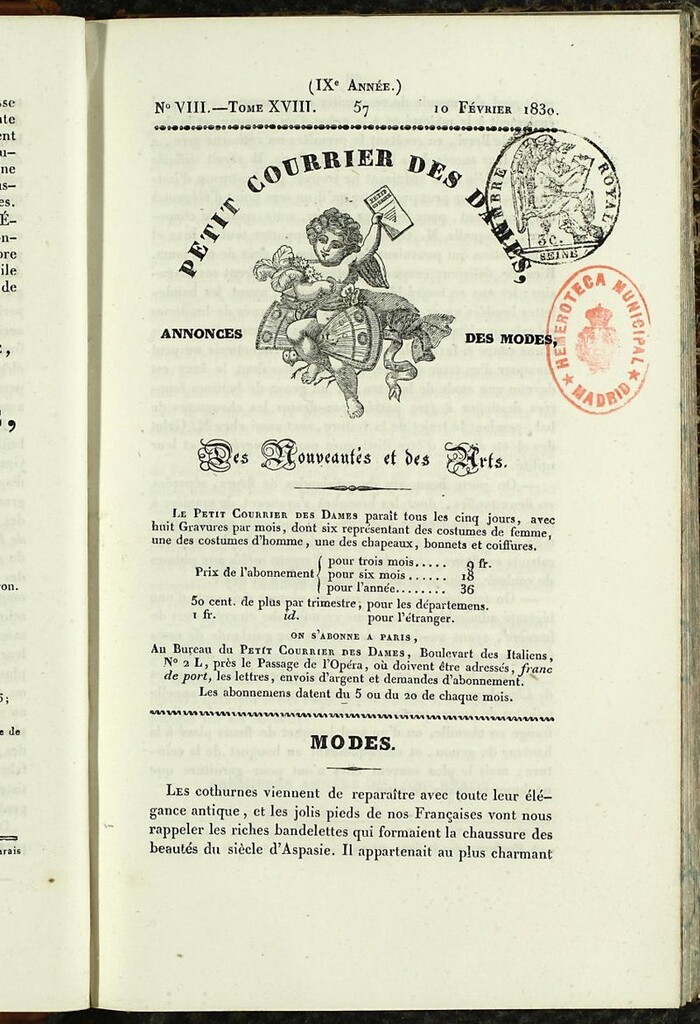 (IXe Année.)
No VIII.—Tome XVIII. 57 10 Février 1830.
PETIT COURRIER DES DAMES,
TIMBRE ROYAL
5 C.
SEINE
HEMEROTECA MUNICIPAL
★ MADRID ★
ANNONCES DES MODES,
Des Nouveautés et des Arts.
Le Petit Courrier des Dames paraît tous les cinq jours, avec
huit Gravures par mois, dont six représentant des costumes de femme,
une des costumes d'homme, une des chapeaux, bonnets et coiffures.
Prix de l'abonnement { pour trois mois..... 9 fr.
pour six mois...... 18
pour l'année........ 36
50 cent. de plus par trimestre, pour les départemens.
1 fr. id. pour l'étranger.
ON S'ABONNE A PARIS,
Au Bureau du Petit Courrier des Dames, Boulevart des Italiens,
No 2 L, près le Passage de l'Opéra, où doivent être adressés, franc
de port, les lettres, envois d'argent et demandes d'abonnement.
Les abonnemens datent du 5 ou du 20 de chaque mois.
MODES.
Les cothurnes viennent de reparaître avec toute leur élé-
gance antique, et les jolis pieds de nos Françaises vont nous
rappeler les riches bandelettes qui formaient la chaussure des
beautés du siècle d'Aspasie. Il appartenait au plus charmant